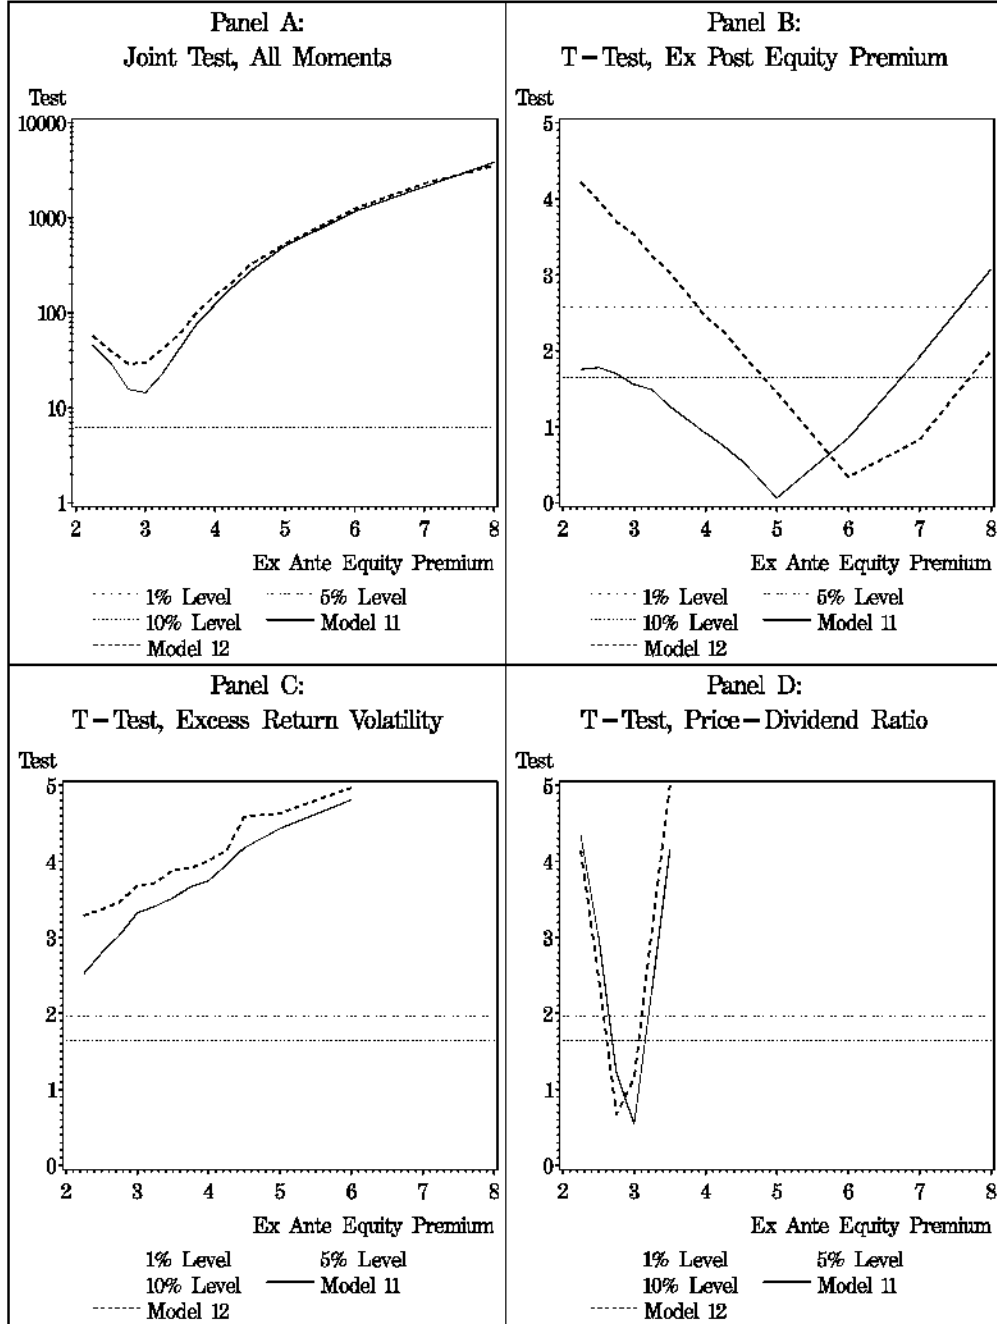 Panel A:
Joint Test, All Moments
Test
10000
1000
100
10
1
2 3 4 5 6 7 8
Ex Ante Equity Premium
1% Level 5% Level
10% Level Model 11
Model 12
Panel B:
T-Test, Ex Post Equity Premium
Test
5
4
3
2
1
0
2 3 4 5 6 7 8
Ex Ante Equity Premium
1% Level 5% Level
10% Level Model 11
Model 12
Panel C:
T-Test, Excess Return Volatility
Test
5
4
3
2
1
0
2 3 4 5 6 7 8
Ex Ante Equity Premium
1% Level 5% Level
10% Level Model 11
Model 12
Panel D:
T-Test, Price-Dividend Ratio
Test
5
4
3
2
1
0
2 3 4 5 6 7 8
Ex Ante Equity Premium
1% Level 5% Level
10% Level Model 11
Model 12